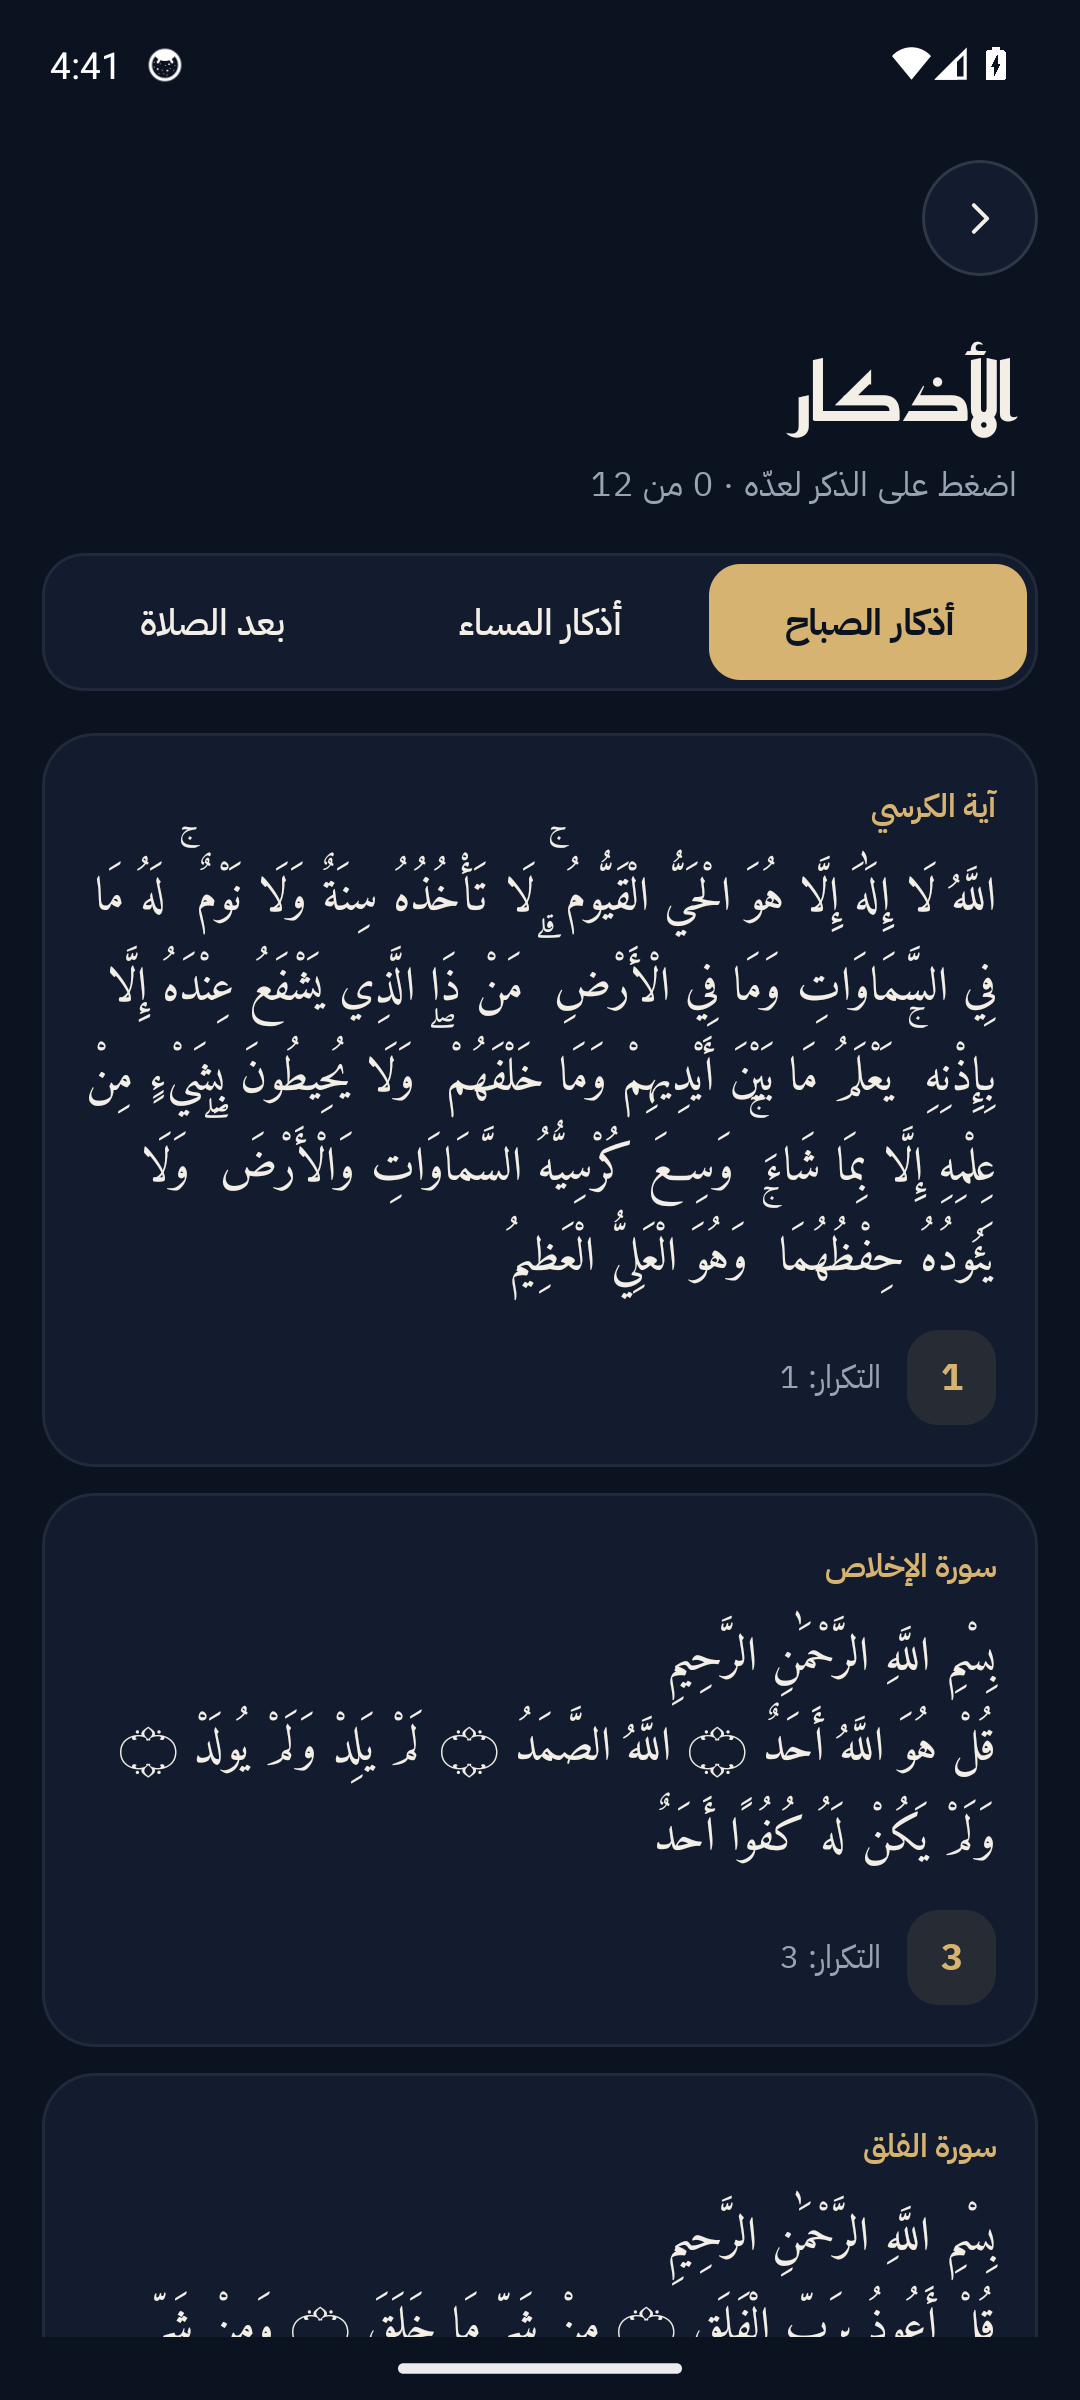 4:41
الأذكار
اضغط على الذكر لعدّه · 0 من 12
أذكار الصباح
أذكار المساء
بعد الصلاة
آية الكرسي
اللَّهُ لَا إِلَٰهَ إِلَّا هُوَ الْحَيُّ الْقَيُّومُ ۚ لَا تَأْخُذُهُ سِنَةٌ وَلَا نَوْمٌ ۚ لَهُ مَا
فِي السَّمَاوَاتِ وَمَا فِي الْأَرْضِ ۗ مَنْ ذَا الَّذِي يَشْفَعُ عِنْدَهُ إِلَّا
بِإِذْنِهِ ۚ يَعْلَمُ مَا بَيْنَ أَيْدِيهِمْ وَمَا خَلْفَهُمْ ۖ وَلَا يُحِيطُونَ بِشَيْءٍ مِنْ
عِلْمِهِ إِلَّا بِمَا شَاءَ ۚ وَسِعَ كُرْسِيُّهُ السَّمَاوَاتِ وَالْأَرْضَ ۖ وَلَا
يَئُودُهُ حِفْظُهُمَا ۚ وَهُوَ الْعَلِيُّ الْعَظِيمُ
1
التكرار: 1
سورة الإخلاص
بِسْمِ اللَّهِ الرَّحْمَٰنِ الرَّحِيمِ
قُلْ هُوَ اللَّهُ أَحَدٌ ۝ اللَّهُ الصَّمَدُ ۝ لَمْ يَلِدْ وَلَمْ يُولَدْ ۝
وَلَمْ يَكُنْ لَهُ كُفُوًا أَحَدٌ
3
التكرار: 3
سورة الفلق
بِسْمِ اللَّهِ الرَّحْمَٰنِ الرَّحِيمِ
قُلْ أَعُوذُ بِرَبِّ الْفَلَقِ ۝ مِنْ شَرِّ مَا خَلَقَ ۝ وَمِنْ شَرِّ